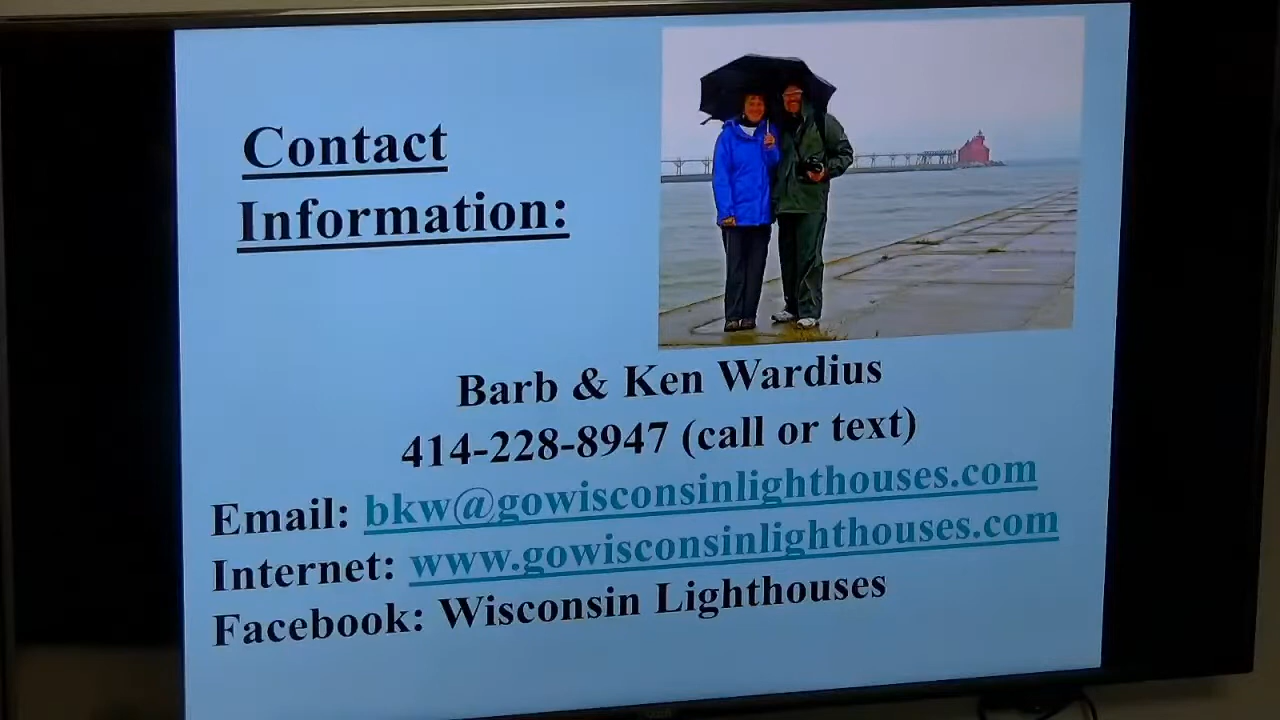 Contact
Information:
Barb & Ken Wardius
414-228-8947 (call or text)
Email: bkw@gowisconsinlighthouses.com
Internet: www.gowisconsinlighthouses.com
Facebook: Wisconsin Lighthouses